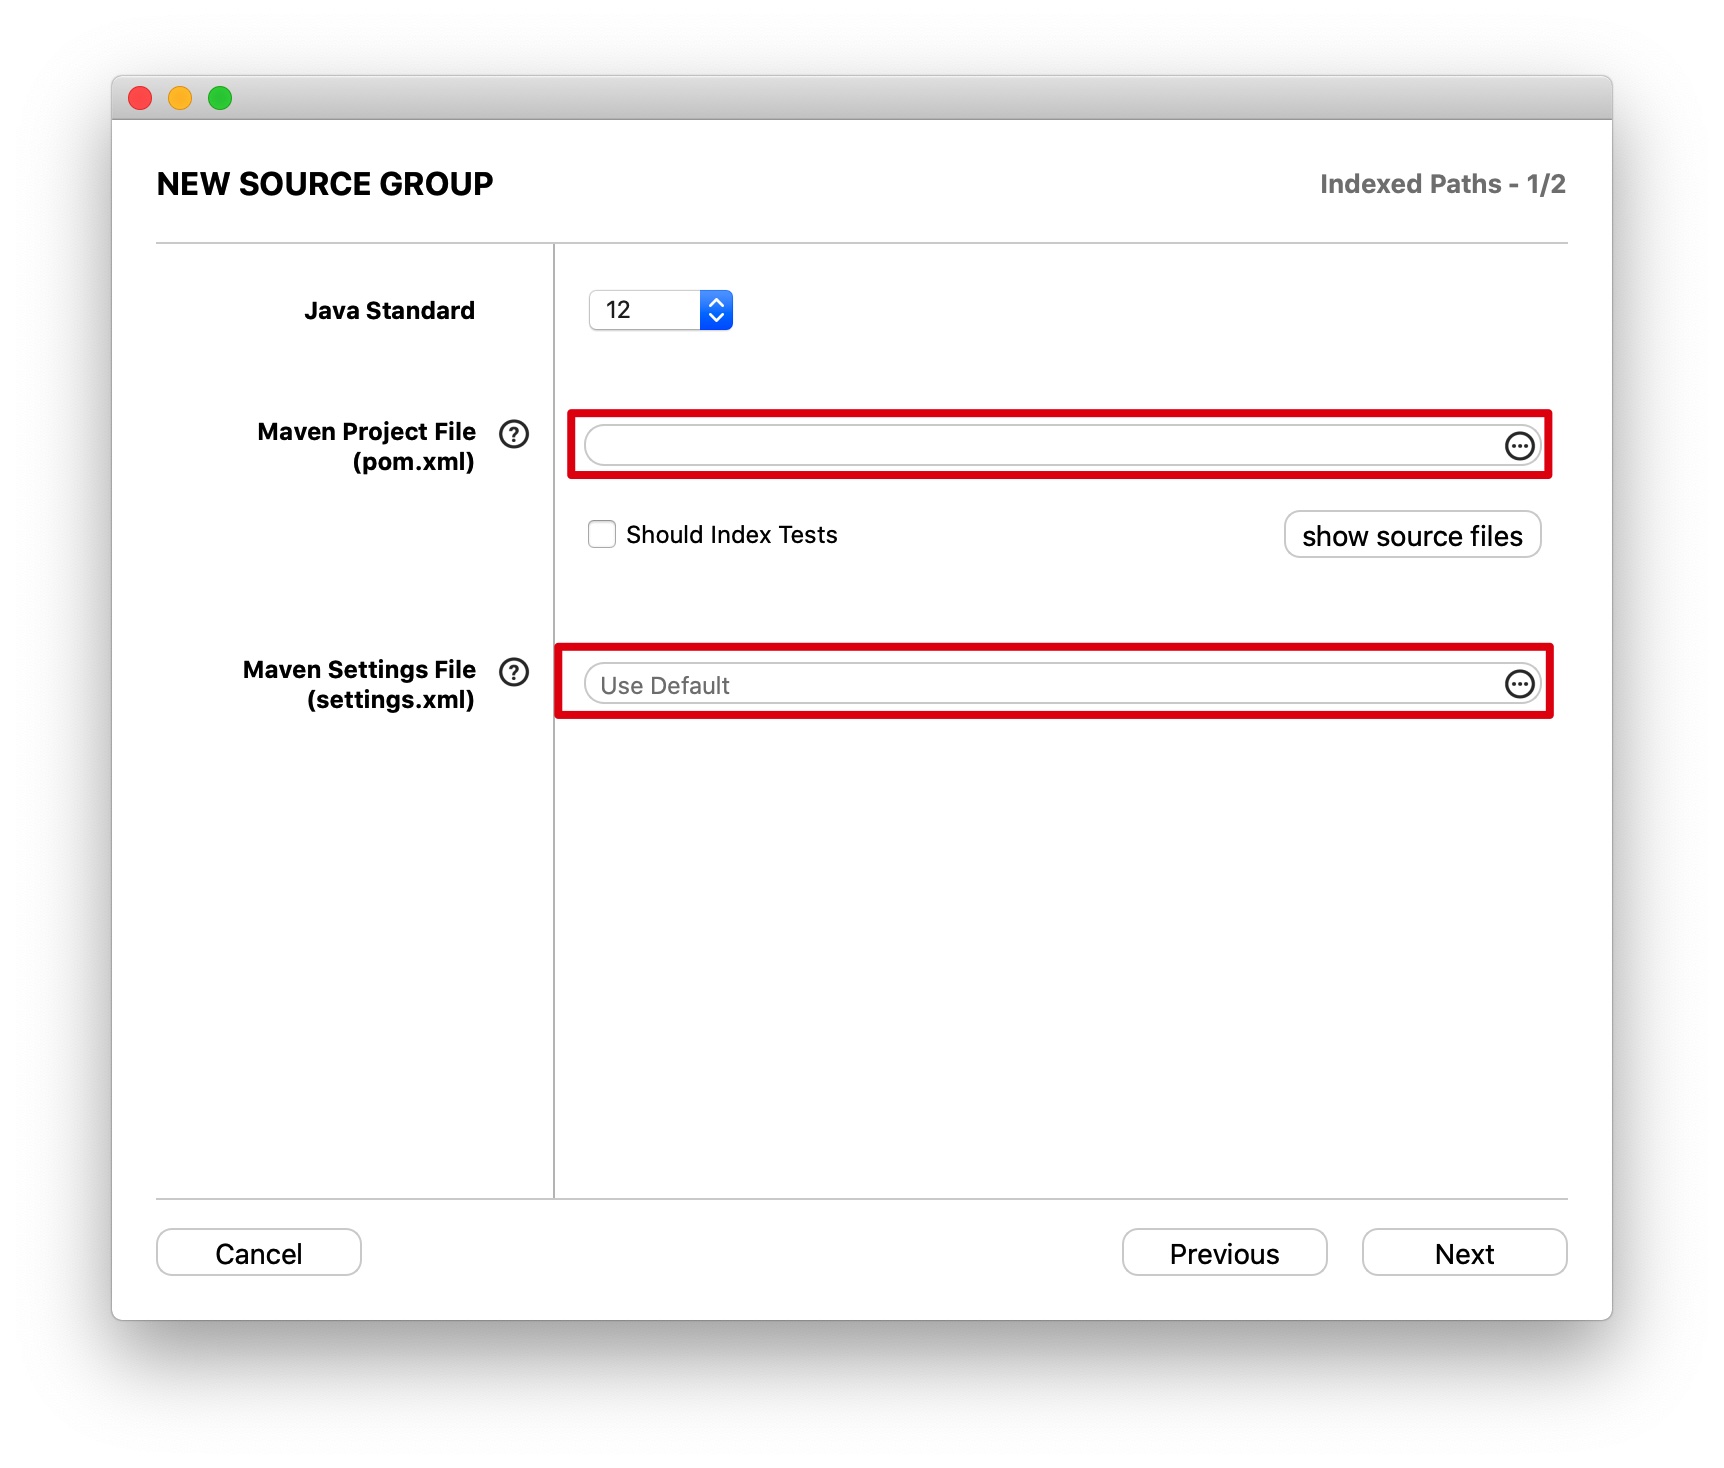 NEW SOURCE GROUP
Indexed Paths - 1/2
Java Standard
12
Maven Project File
(pom.xml)
Should Index Tests
show source files
Maven Settings File
(settings.xml)
Use Default
Cancel
Previous
Next